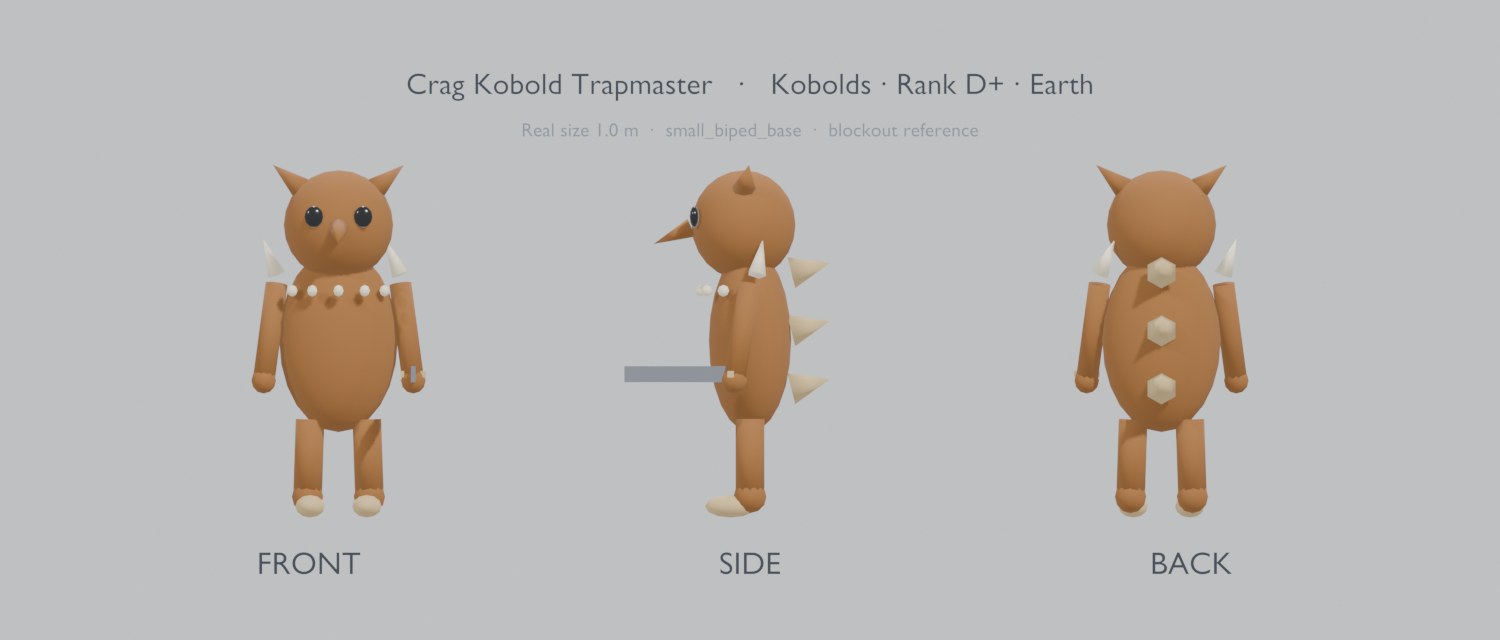 Crag Kobold Trapmaster · Kobolds · Rank D+ · Earth
Real size 1.0 m · small_biped_base · blockout reference
FRONT SIDE BACK